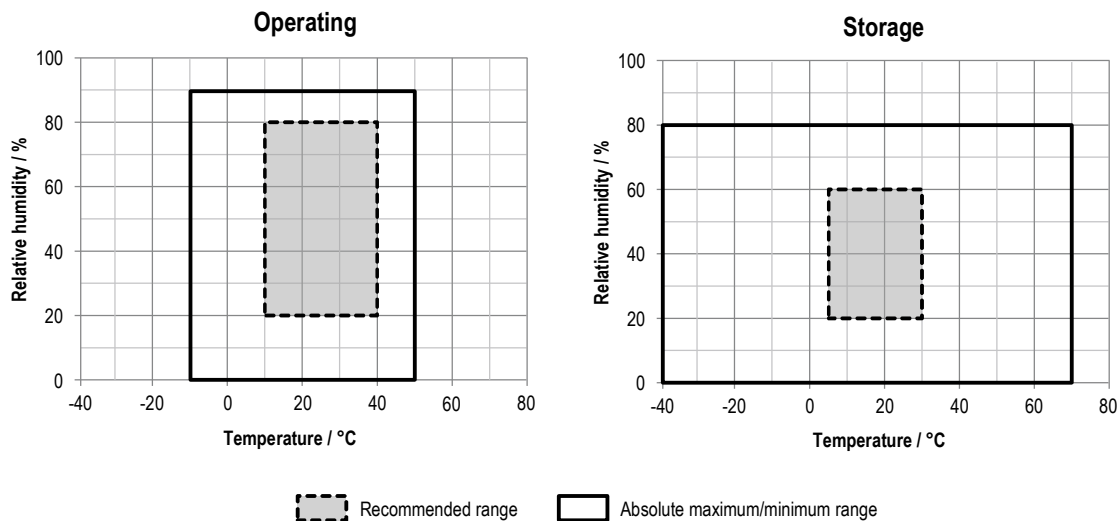 Operating
100
80
60
40
20
0
Relative humidity / %
-40 -20 0 20 40 60 80
Temperature / °C
Storage
100
80
60
40
20
0
Relative humidity / %
-40 -20 0 20 40 60 80
Temperature / °C
Recommended range
Absolute maximum/minimum range